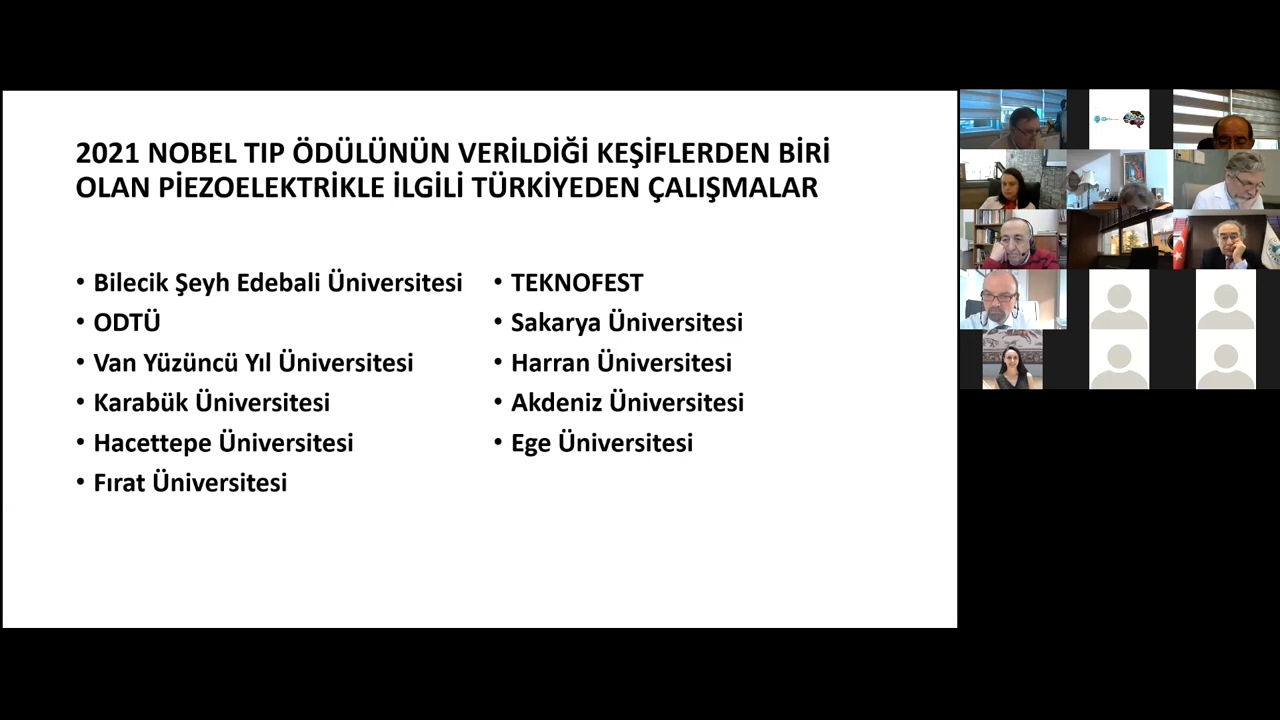 2021 NOBEL TIP ÖDÜLÜNÜN VERİLDİĞİ KEŞİFLERDEN BİRİ
OLAN PİEZOELEKTRİKLE İLGİLİ TÜRKİYEDEN ÇALIŞMALAR
• Bilecik Şeyh Edebali Üniversitesi
• ODTÜ
• Van Yüzüncü Yıl Üniversitesi
• Karabük Üniversitesi
• Hacettepe Üniversitesi
• Fırat Üniversitesi
• TEKNOFEST
• Sakarya Üniversitesi
• Harran Üniversitesi
• Akdeniz Üniversitesi
• Ege Üniversitesi